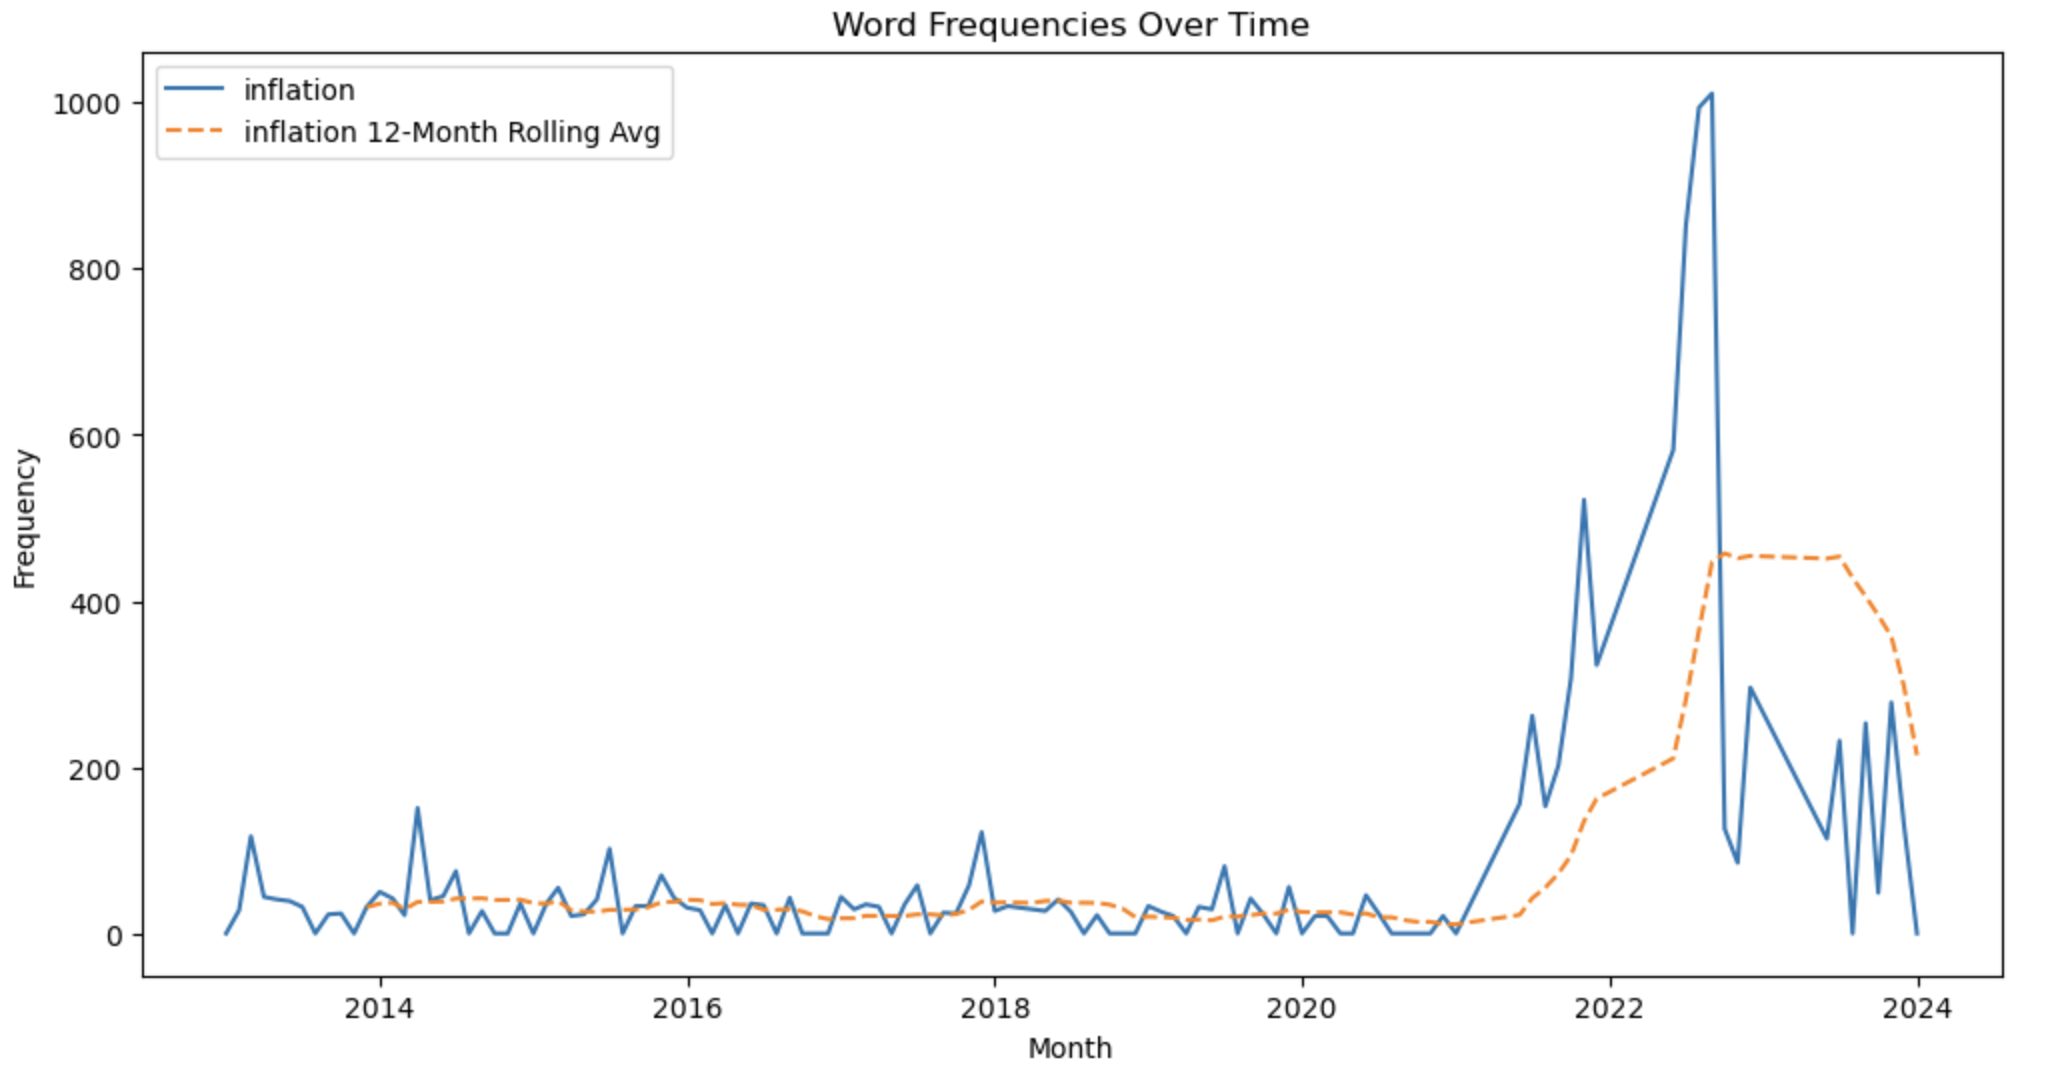 Word Frequencies Over Time
inflation
inflation 12-Month Rolling Avg
1000
800
600
400
200
0
Frequency
2014 2016 2018 2020 2022 2024
Month